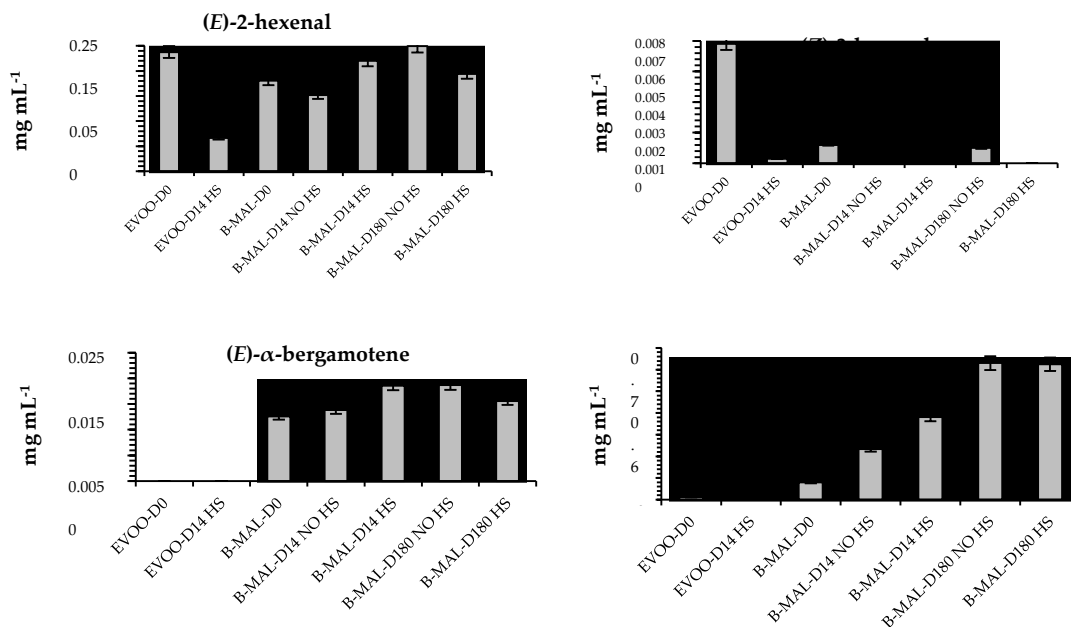 (E)-2-hexenal
mg mL-1
0.25
0.15
0.05
0
EVOO-D0
EVOO-D14 HS
B-MAL-D0
B-MAL-D14 NO HS
B-MAL-D14 HS
B-MAL-D180 NO HS
B-MAL-D180 HS
mg mL-1
0.008
0.007
0.006
0.005
0.004
0.003
0.002
0.001
0
EVOO-D0
EVOO-D14 HS
B-MAL-D0
B-MAL-D14 NO HS
B-MAL-D14 HS
B-MAL-D180 NO HS
B-MAL-D180 HS
(E)-α-bergamotene
mg mL-1
0.025
0.015
0.005
0
EVOO-D0
EVOO-D14 HS
B-MAL-D0
B-MAL-D14 NO HS
B-MAL-D14 HS
B-MAL-D180 NO HS
B-MAL-D180 HS
mg mL-1
0
.
7
0
.
6
.
EVOO-D0
EVOO-D14 HS
B-MAL-D0
B-MAL-D14 NO HS
B-MAL-D14 HS
B-MAL-D180 NO HS
B-MAL-D180 HS